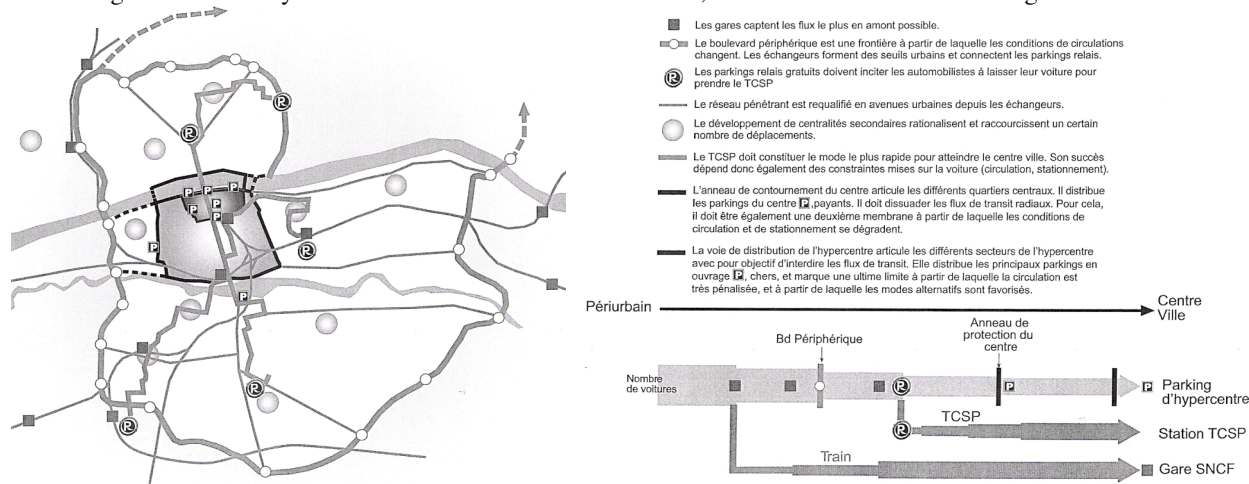 Les gares captent les flux le plus en amont possible.
Le boulevard périphérique est une frontière à partir de laquelle les conditions de circulations
changent. Les échangeurs forment des seuils urbains et connectent les parkings relais.
Les parkings relais gratuits doivent inciter les automobilistes à laisser leur voiture pour
prendre le TCSP
Le réseau pénétrant est requalifié en avenues urbaines depuis les échangeurs.
Le développement de centralités secondaires rationalisent et raccourcissent un certain
nombre de déplacements.
Le TCSP doit constituer le mode le plus rapide pour atteindre le centre ville. Son succès
dépend donc également des constraintes mises sur la voiture (circulation, stationnement).
L'anneau de contournement du centre articule les différents quartiers centraux. Il distribue
les parkings du centre P,payants. Il doit dissuader les flux de transit radiaux. Pour cela,
il doit être également une deuxième membrane à partir de laquelle les conditions de
circulation et de stationnement se dégradent.
La voie de distribution de l'hypercentre articule les différents secteurs de l'hypercentre
avec pour objectif d'interdire les flux de transit. Elle distribue les principaux parkings en
ouvrage P, chers, et marque une ultime limite à partir de laquelle la circulation est
très pénalisée, et à partir de laquelle les modes alternatifs sont favorisés.
Périurbain
Centre
Ville
Bd Périphérique
Anneau de
protection du
centre
Nombre
de voitures
R
P
P
Parking
d'hypercentre
R
TCSP
Station TCSP
Train
Gare SNCF